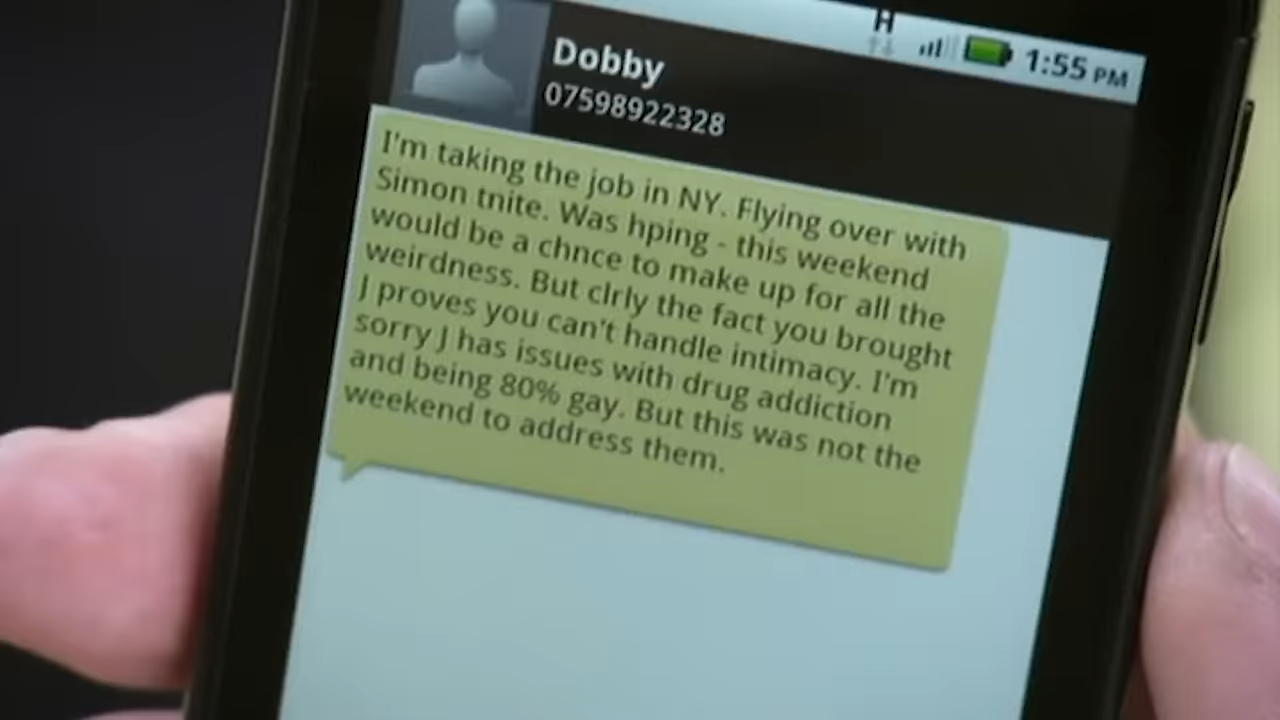 H
1:55 PM
Dobby
07598922328
I'm taking the job in NY. Flying over with
Simon tnite. Was hping - this weekend
would be a chnce to make up for all the
weirdness. But clrly the fact you brought
J proves you can't handle intimacy. I'm
sorry J has issues with drug addiction
and being 80% gay. But this was not the
weekend to address them.